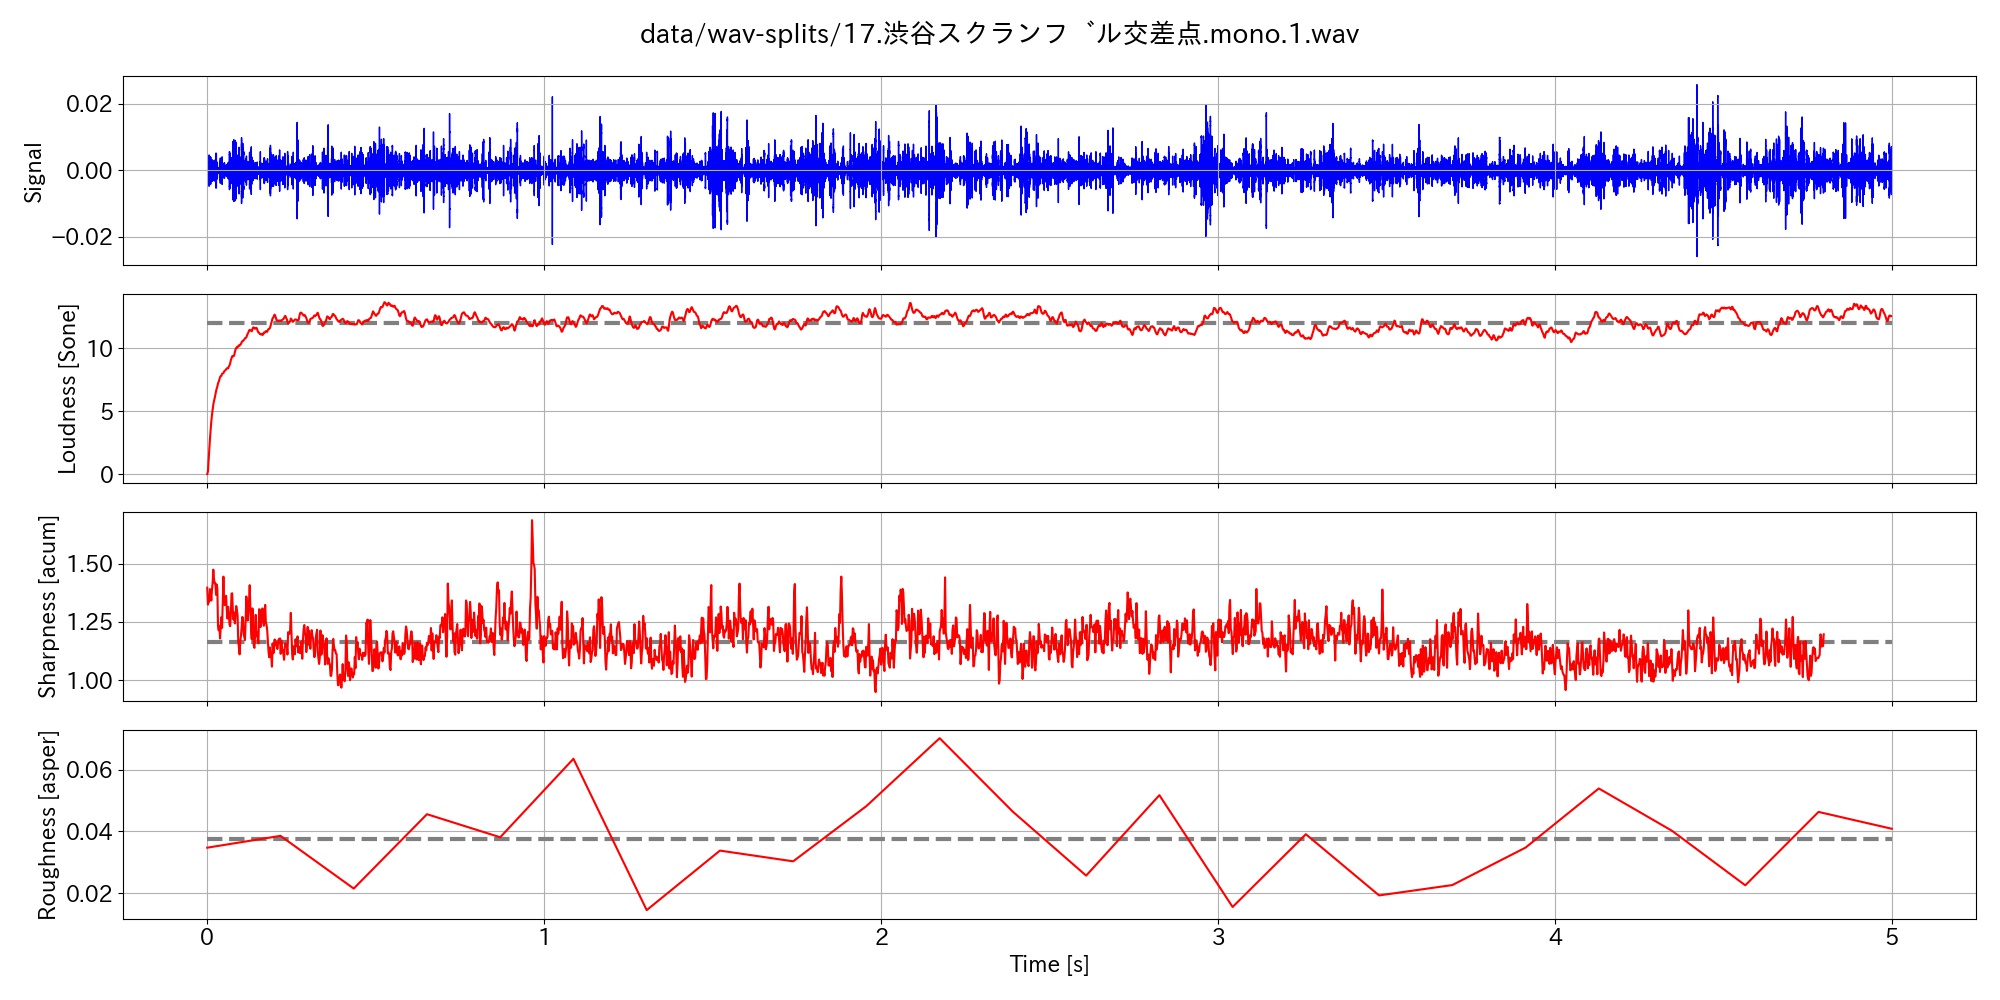 data/wav-splits/17.渋谷スクランフ゛ル交差点.mono.1.wav
Signal
0.02
0.00
−0.02
Loudness [Sone]
10
5
0
Sharpness [acum]
1.50
1.25
1.00
Roughness [asper]
0.06
0.04
0.02
0 1 2 3 4 5
Time [s]